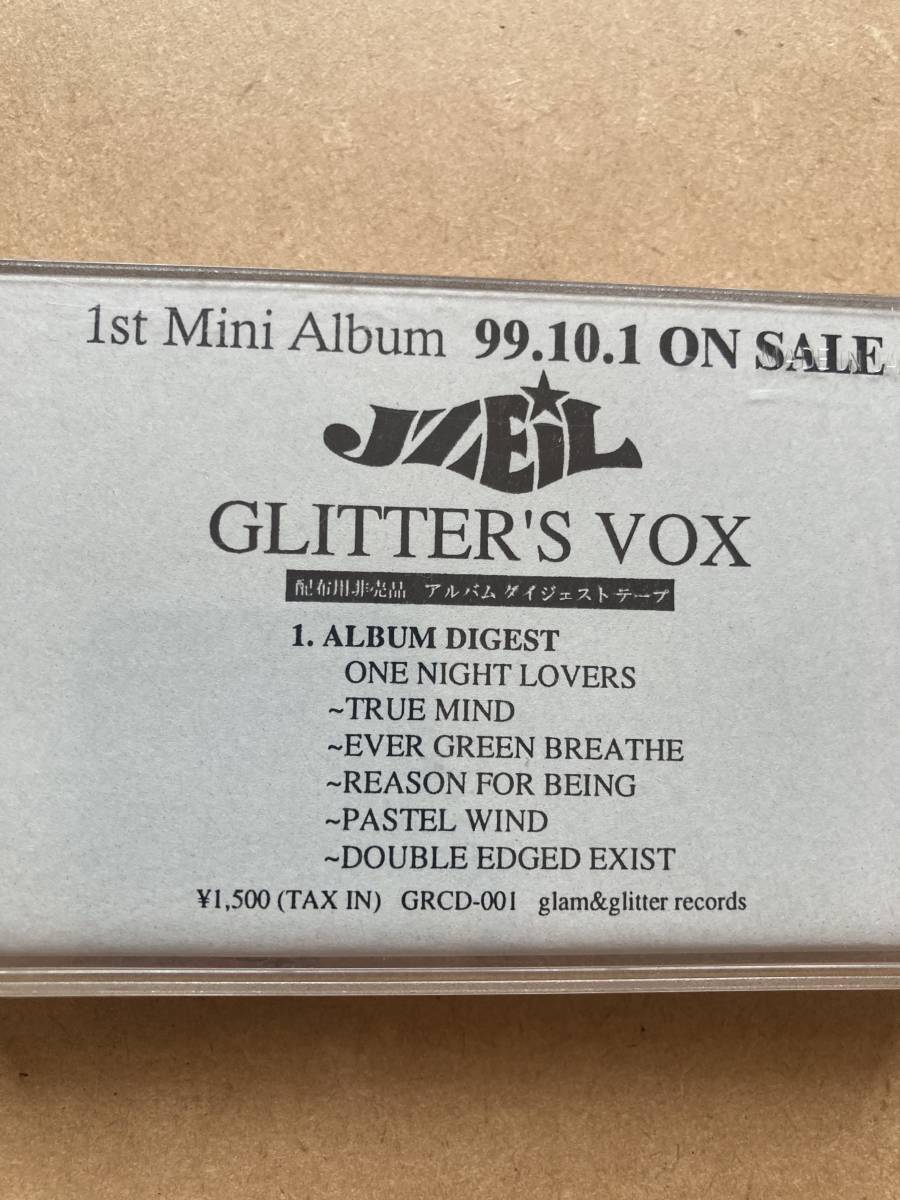 1st Mini Album 99.10.1 ON SALE
JZEiL
GLITTER'S VOX
配布用非売品 アルバムダイジェストテープ
1. ALBUM DIGEST
ONE NIGHT LOVERS
~TRUE MIND
~EVER GREEN BREATHE
~REASON FOR BEING
~PASTEL WIND
~DOUBLE EDGED EXIST
¥1,500 (TAX IN) GRCD-001 glam&glitter records